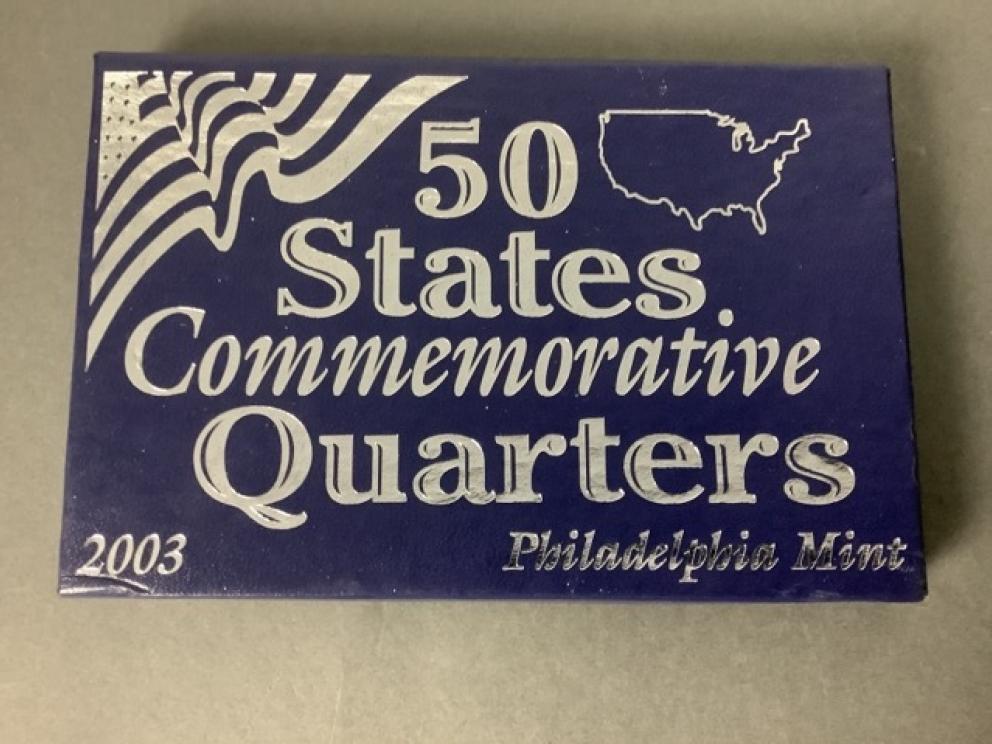 50
States
Commemorative
Quarters
2003 Philadelphia Mint